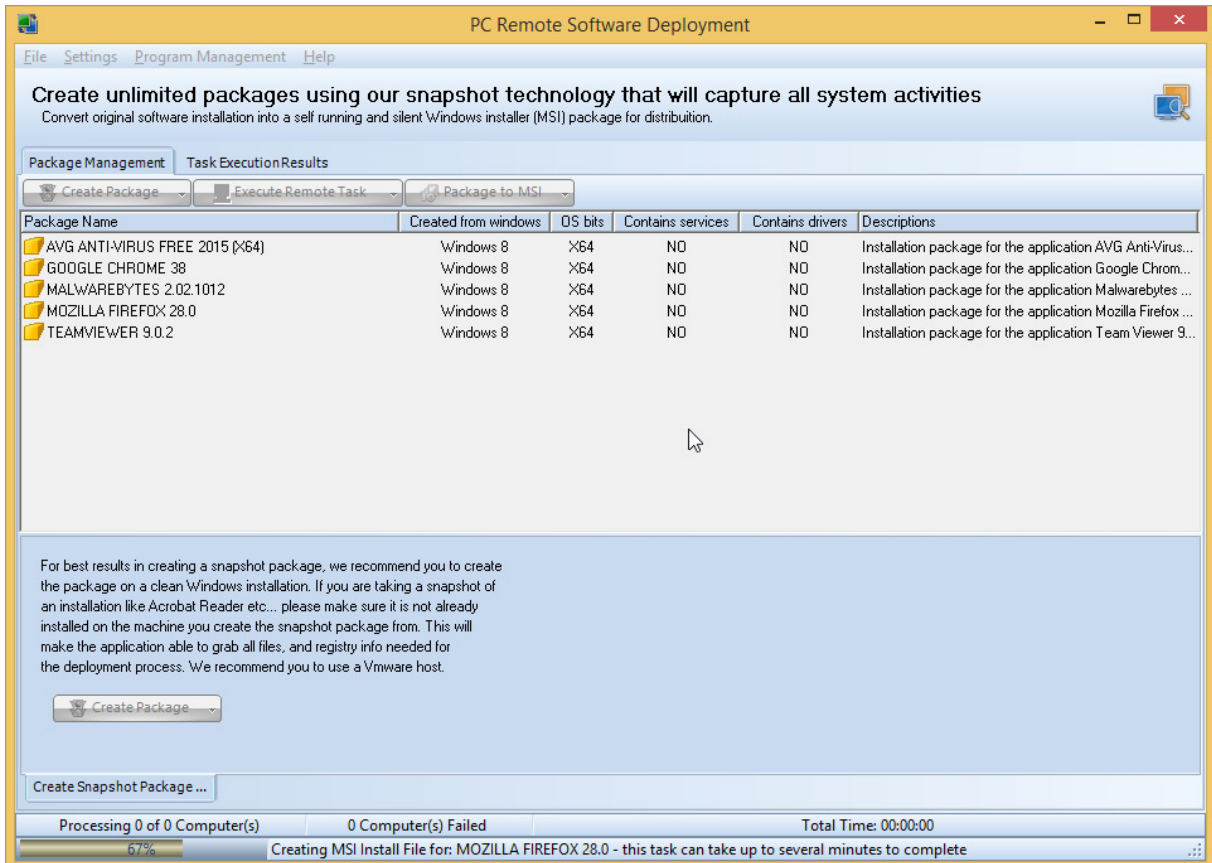 PC Remote Software Deployment
File Settings Program Management Help
Create unlimited packages using our snapshot technology that will capture all system activities
Convert original software installation into a self running and silent Windows installer (MSI) package for distribuition.
Package Management Task Execution Results
Create Package Execute Remote Task Package to MSI
Package Name Created from windows OS bits Contains services Contains drivers Descriptions
AVG ANTI-VIRUS FREE 2015 (X64) Windows 8 X64 NO NO Installation package for the application AVG Anti-Virus...
GOOGLE CHROME 38 Windows 8 X64 NO NO Installation package for the application Google Chrom...
MALWAREBYTES 2.02.1012 Windows 8 X64 NO NO Installation package for the application Malwarebytes ...
MOZILLA FIREFOX 28.0 Windows 8 X64 NO NO Installation package for the application Mozilla Firefox ...
TEAMVIEWER 9.0.2 Windows 8 X64 NO NO Installation package for the application Team Viewer 9...
For best results in creating a snapshot package, we recommend you to create
the package on a clean Windows installation. If you are taking a snapshot of
an installation like Acrobat Reader etc... please make sure it is not already
installed on the machine you create the snapshot package from. This will
make the application able to grab all files, and registry info needed for
the deployment process. We recommend you to use a Vmware host.
Create Package
Create Snapshot Package ...
Processing 0 of 0 Computer(s) 0 Computer(s) Failed Total Time: 00:00:00
67% Creating MSI Install File for: MOZILLA FIREFOX 28.0 - this task can take up to several minutes to complete